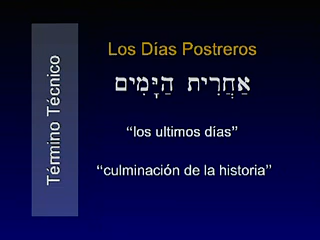 Término Técnico
Los Días Postreros
אַחֲרִית הַיָּמִים
“los ultimos días”
“culminación de la historia”